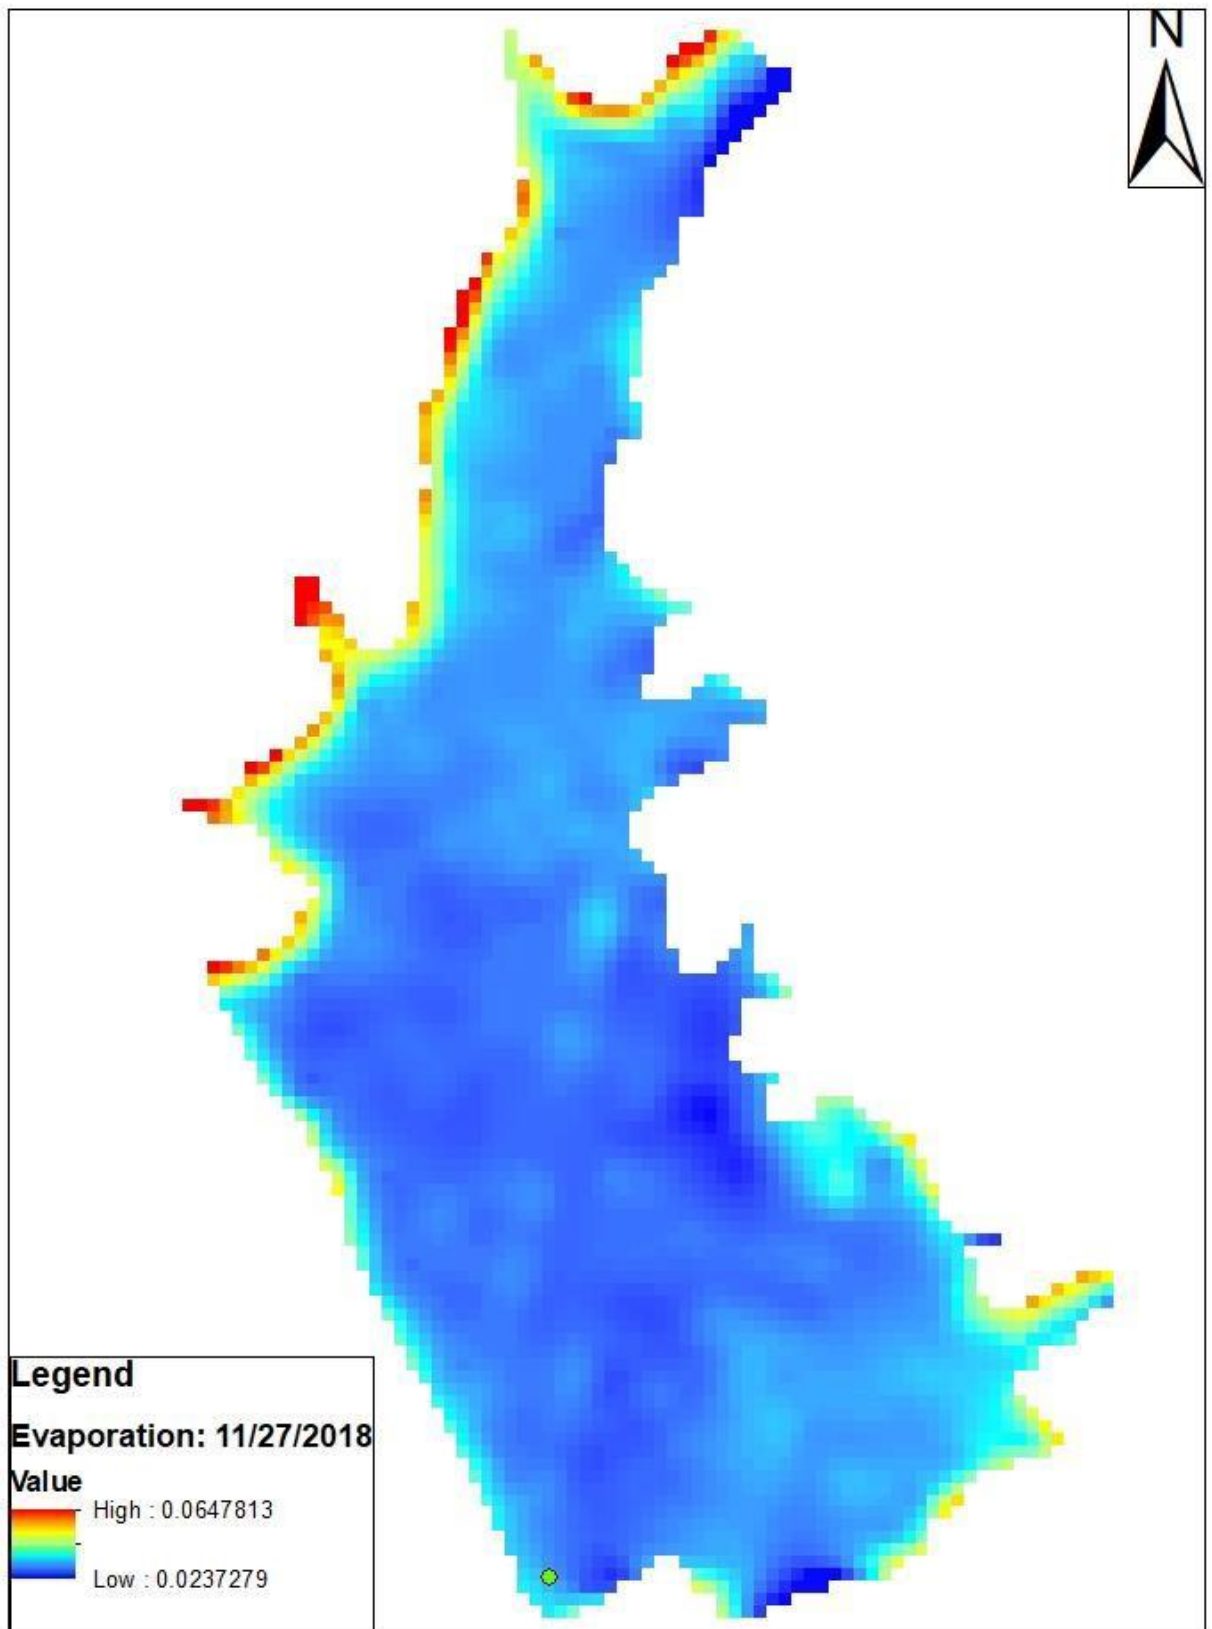 N
Legend
Evaporation: 11/27/2018
Value
High : 0.0647813
Low : 0.0237279